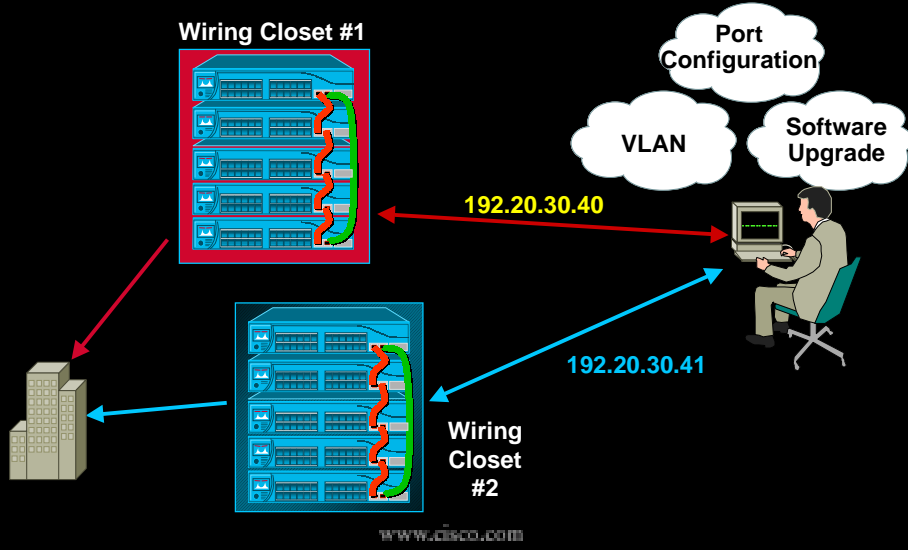 Wiring Closet #1
Port
Configuration
VLAN
Software
Upgrade
192.20.30.40
192.20.30.41
Wiring
Closet
#2
www.cisco.com